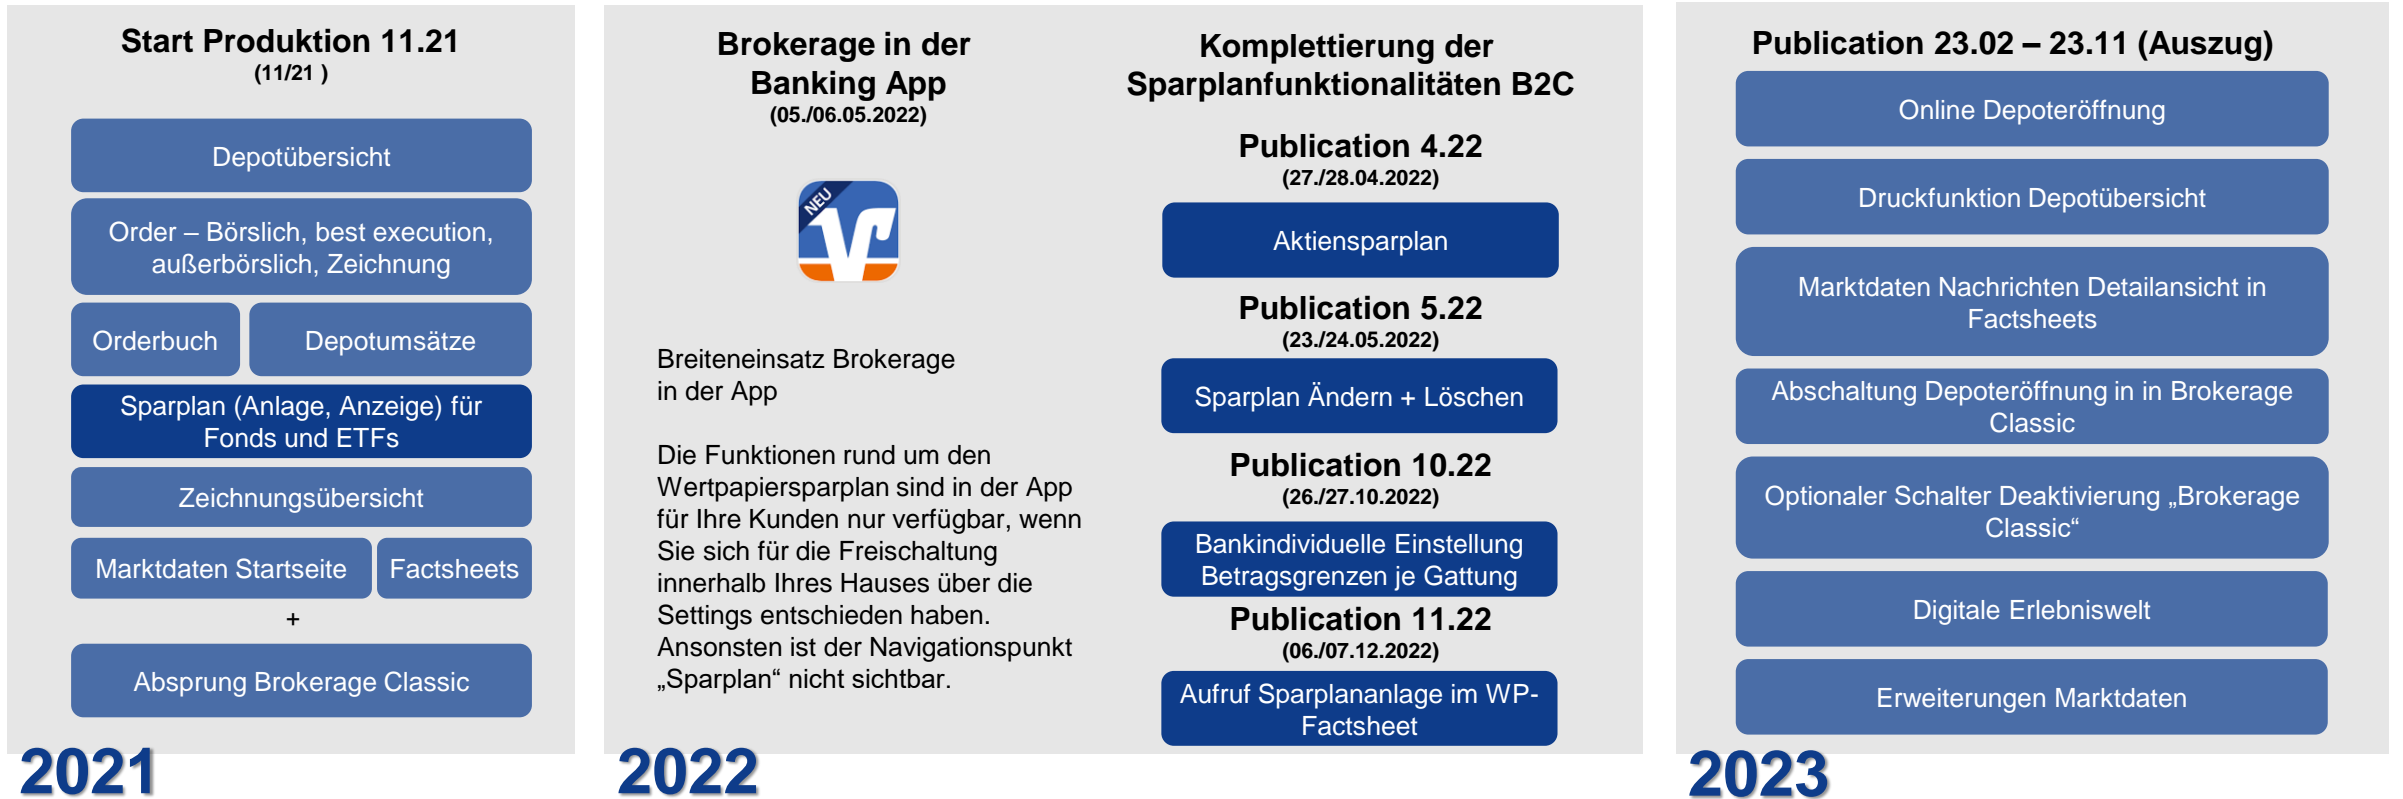 Start Produktion 11.21
(11/21 )
Depotübersicht
Order – Börslich, best execution,
außerbörslich, Zeichnung
Orderbuch
Depotumsätze
Sparplan (Anlage, Anzeige) für
Fonds und ETFs
Zeichnungsübersicht
Marktdaten Startseite
Factsheets
+
Absprung Brokerage Classic
2021
Brokerage in der
Banking App
(05./06.05.2022)
NEU
Breiteneinsatz Brokerage
in der App
Die Funktionen rund um den
Wertpapiersparplan sind in der App
für Ihre Kunden nur verfügbar, wenn
Sie sich für die Freischaltung
innerhalb Ihres Hauses über die
Settings entschieden haben.
Ansonsten ist der Navigationspunkt
„Sparplan“ nicht sichtbar.
Komplettierung der
Sparplanfunktionalitäten B2C
Publication 4.22
(27./28.04.2022)
Aktiensparplan
Publication 5.22
(23./24.05.2022)
Sparplan Ändern + Löschen
Publication 10.22
(26./27.10.2022)
Bankindividuelle Einstellung
Betragsgrenzen je Gattung
Publication 11.22
(06./07.12.2022)
Aufruf Sparplananlage im WP-
Factsheet
2022
Publication 23.02 – 23.11 (Auszug)
Online Depoteröffnung
Druckfunktion Depotübersicht
Marktdaten Nachrichten Detailansicht in
Factsheets
Abschaltung Depoteröffnung in in Brokerage
Classic
Optionaler Schalter Deaktivierung „Brokerage
Classic“
Digitale Erlebniswelt
Erweiterungen Marktdaten
2023